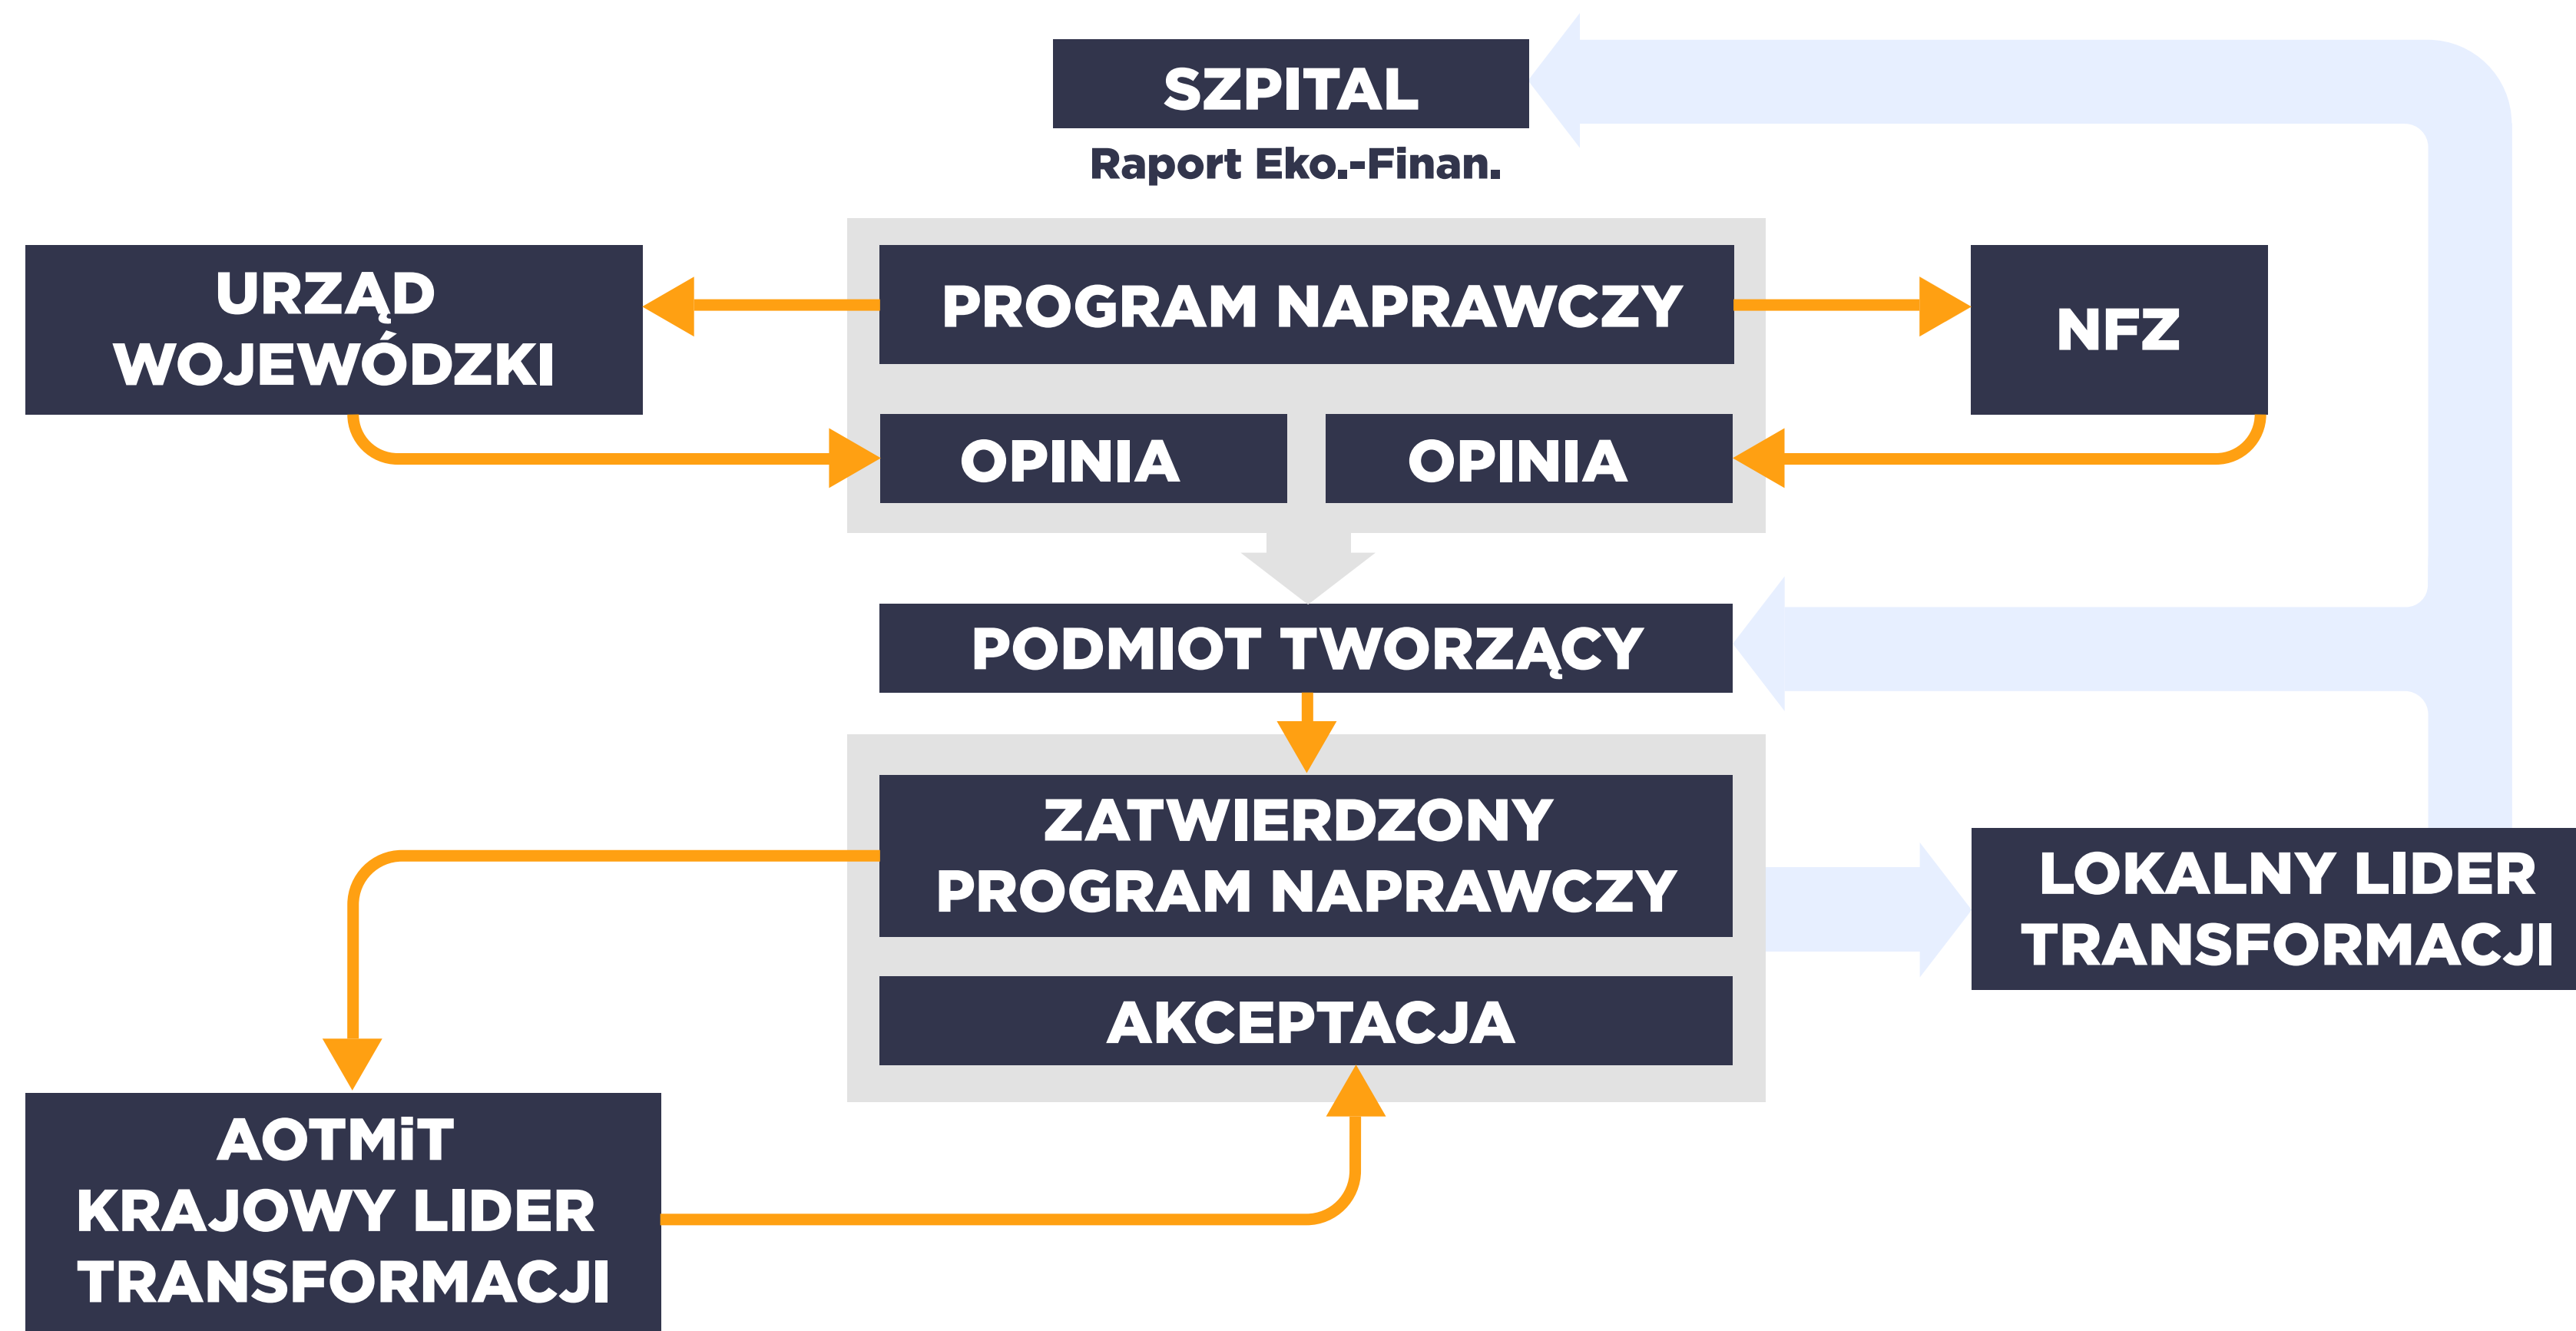 SZPITAL
Raport Eko.-Finan.
URZĄD
WOJEWÓDZKI
PROGRAM NAPRAWCZY
NFZ
OPINIA
OPINIA
PODMIOT TWORZĄCY
ZATWIERDZONY
PROGRAM NAPRAWCZY
LOKALNY LIDER
TRANSFORMACJI
AKCEPTACJA
AOTMiT
KRAJOWY LIDER
TRANSFORMACJI